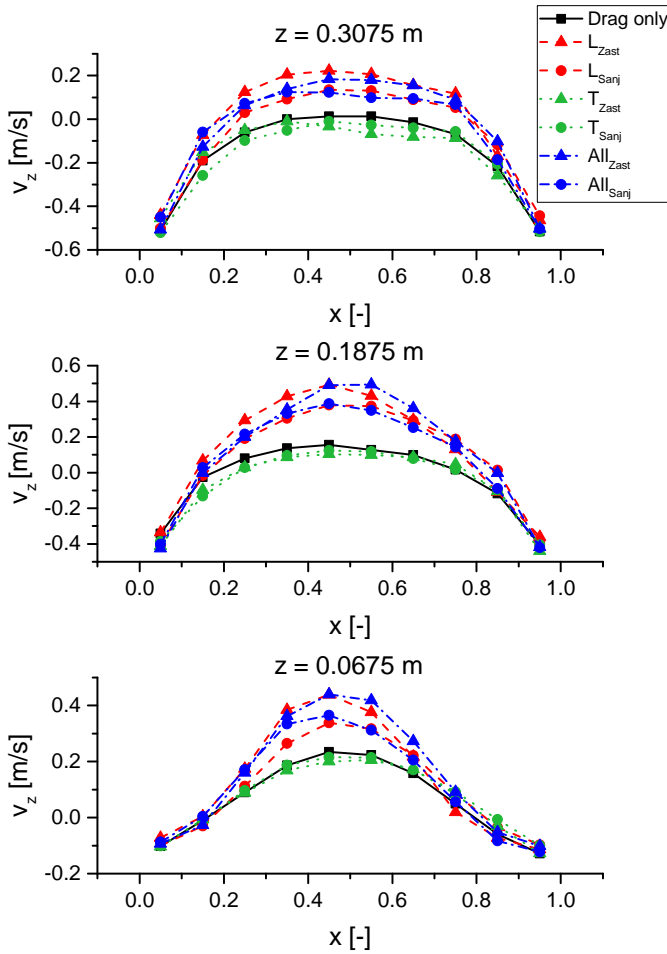 z = 0.3075 m
Drag only
L_Zast
L_Sanj
T_Zast
T_Sanj
All_Zast
All_Sanj
v_z [m/s]
0.2
0.0
-0.2
-0.4
-0.6
0.0 0.2 0.4 0.6 0.8 1.0
x [-]
z = 0.1875 m
v_z [m/s]
0.6
0.4
0.2
0.0
-0.2
-0.4
0.0 0.2 0.4 0.6 0.8 1.0
x [-]
z = 0.0675 m
v_z [m/s]
0.4
0.2
0.0
-0.2
0.0 0.2 0.4 0.6 0.8 1.0
x [-]